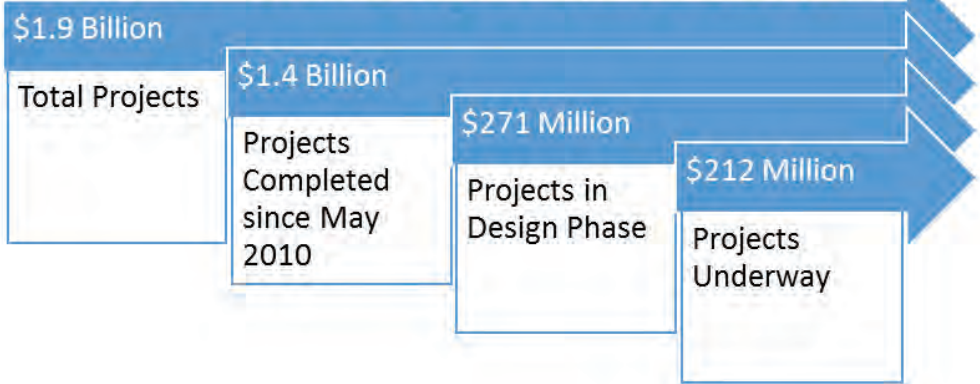 $1.9 Billion
Total Projects
$1.4 Billion
Projects
Completed
since May
2010
$271 Million
Projects in
Design Phase
$212 Million
Projects
Underway